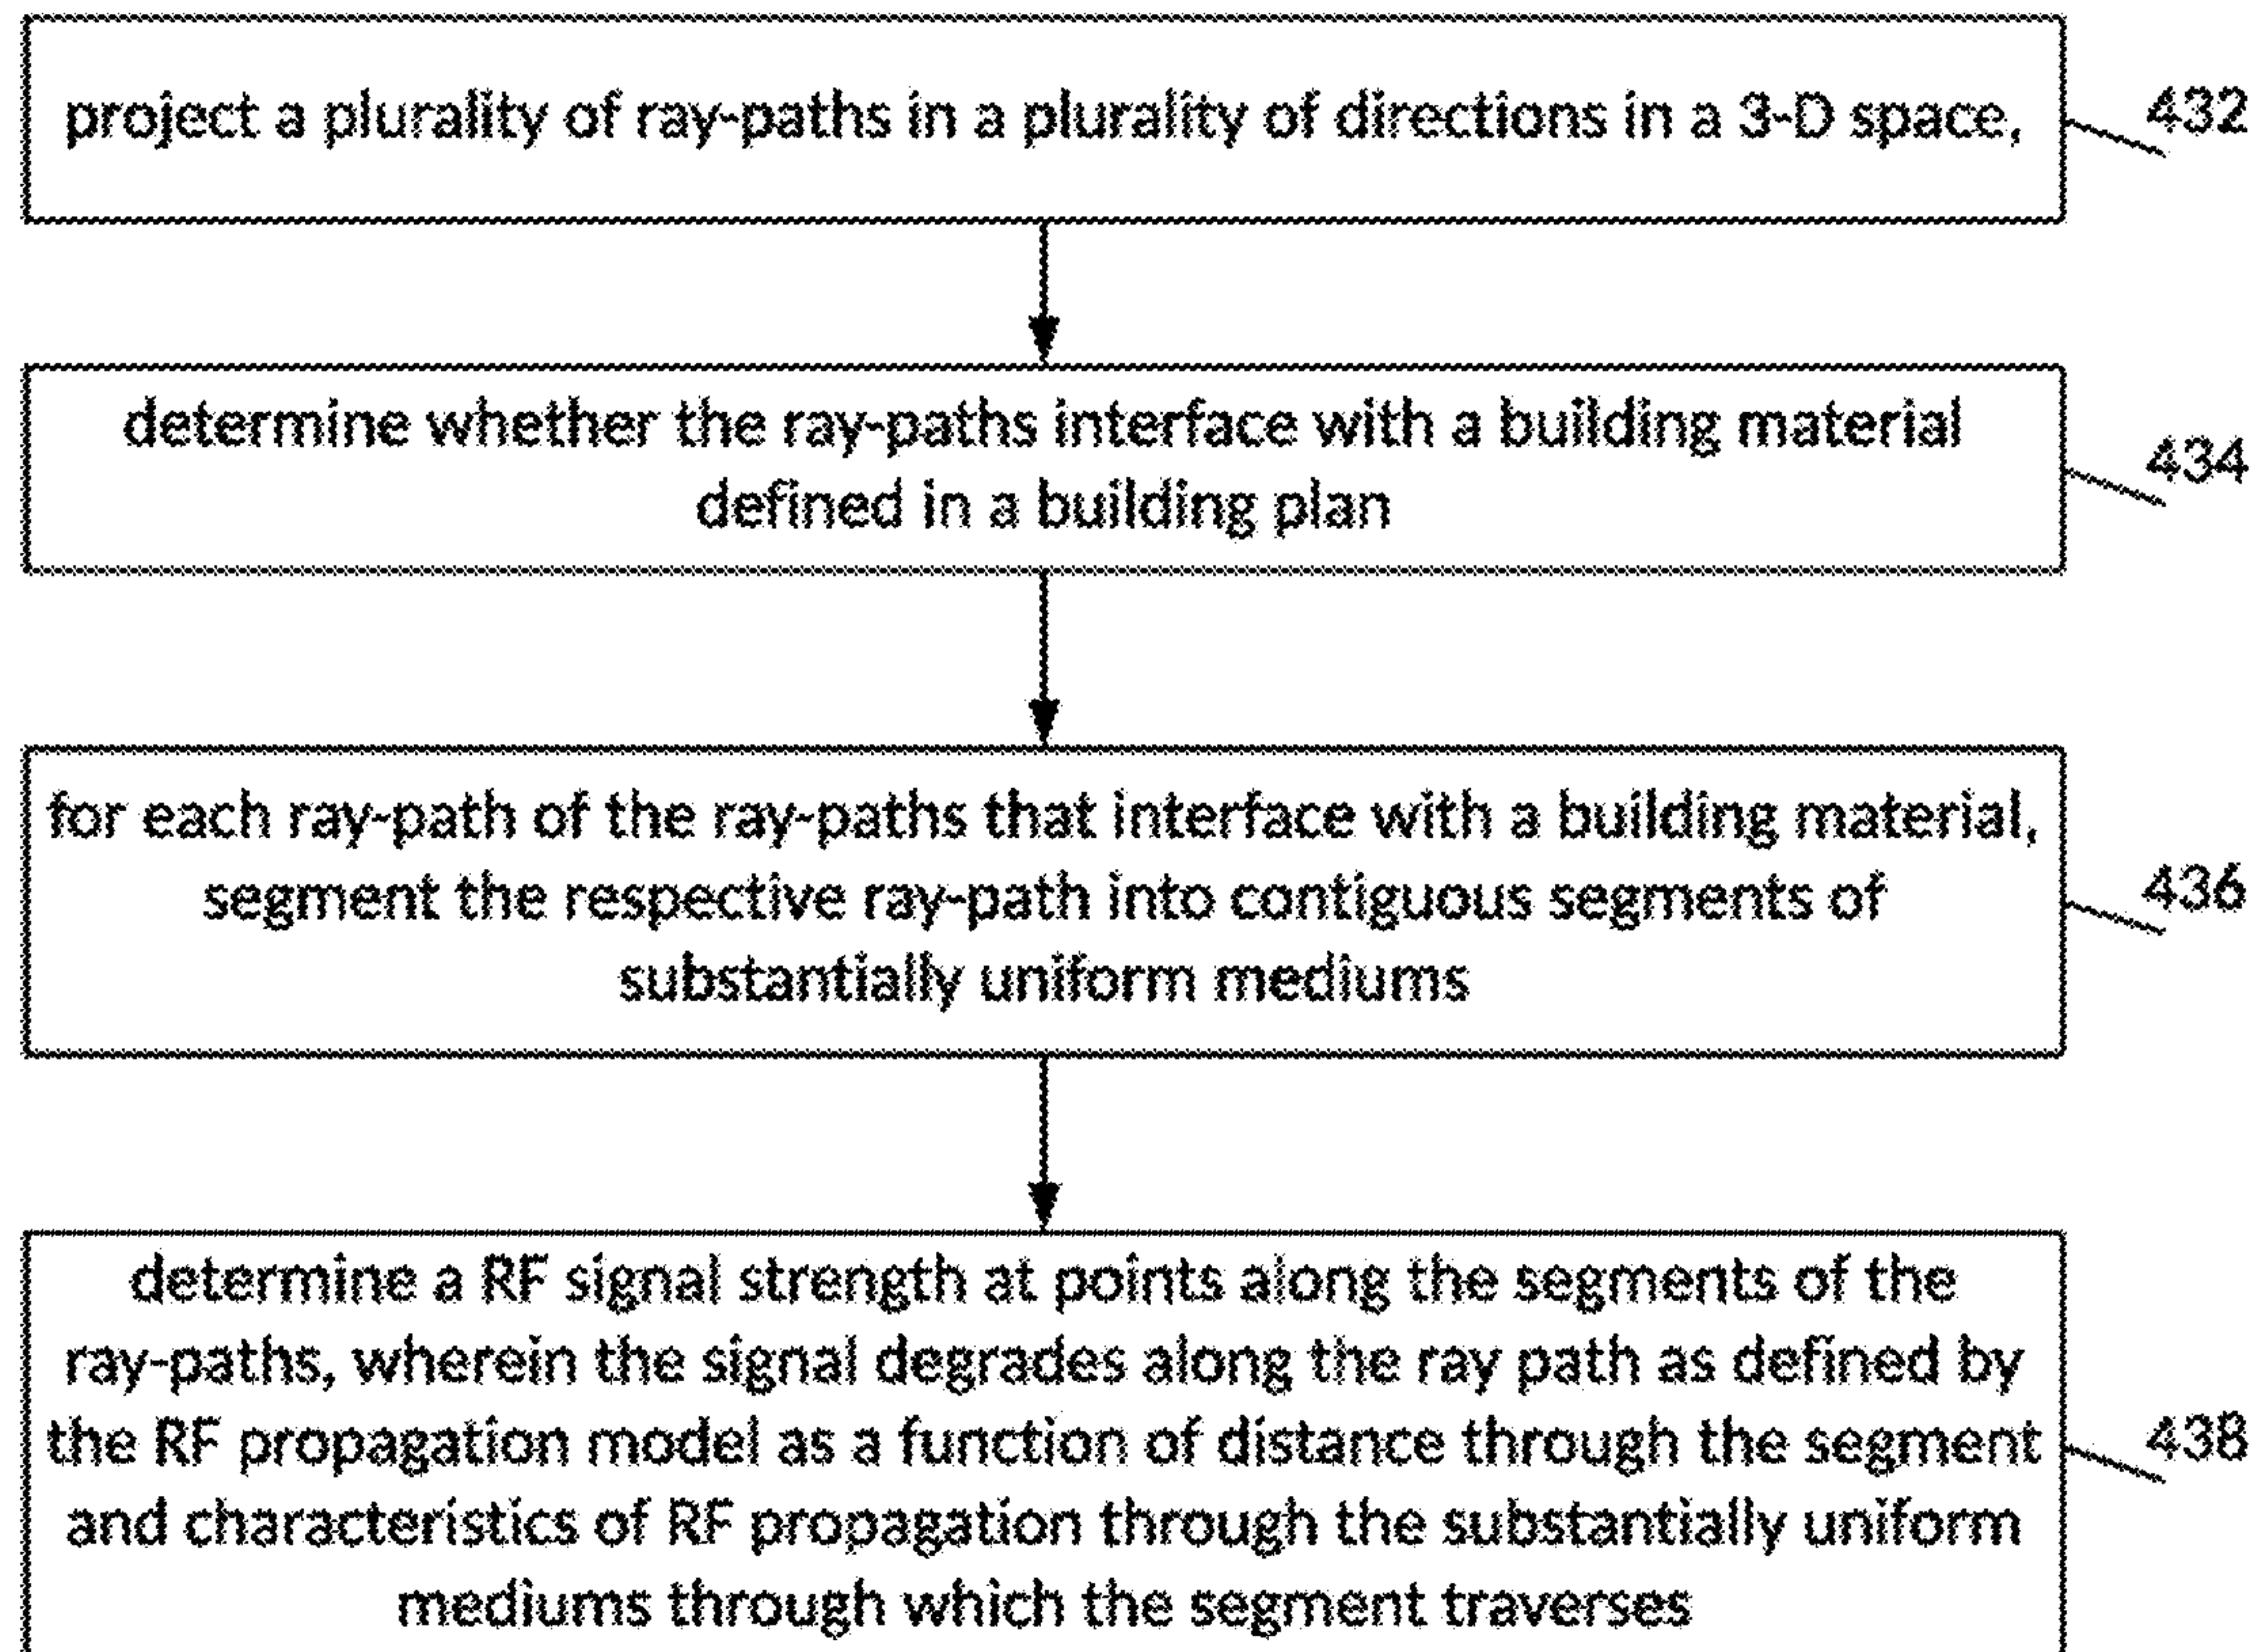 project a plurality of ray-paths in a plurality of directions in a 3-D space,
432
determine whether the ray-paths interface with a building material
defined in a building plan
434
for each ray-path of the ray-paths that interface with a building material,
segment the respective ray-path into contiguous segments of
substantially uniform mediums
436
determine a RF signal strength at points along the segments of the
ray-paths, wherein the signal degrades along the ray path as defined by
the RF propagation model as a function of distance through the segment
and characteristics of RF propagation through the substantially uniform
mediums through which the segment traverses
438